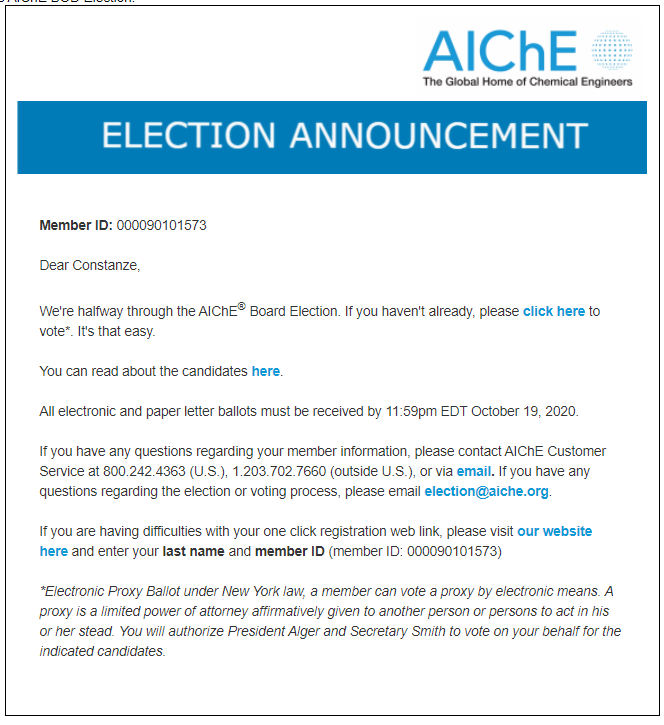 AIChE BOD Election.
AIChE
The Global Home of Chemical Engineers
ELECTION ANNOUNCEMENT
Member ID: 000090101573
Dear Constanze,
We're halfway through the AIChE® Board Election. If you haven't already, please click here to
vote*. It's that easy.
You can read about the candidates here.
All electronic and paper letter ballots must be received by 11:59pm EDT October 19, 2020.
If you have any questions regarding your member information, please contact AIChE Customer
Service at 800.242.4363 (U.S.), 1.203.702.7660 (outside U.S.), or via email. If you have any
questions regarding the election or voting process, please email election@aiche.org.
If you are having difficulties with your one click registration web link, please visit our website
here and enter your last name and member ID (member ID: 000090101573)
*Electronic Proxy Ballot under New York law, a member can vote a proxy by electronic means. A
proxy is a limited power of attorney affirmatively given to another person or persons to act in his
or her stead. You will authorize President Alger and Secretary Smith to vote on your behalf for the
indicated candidates.